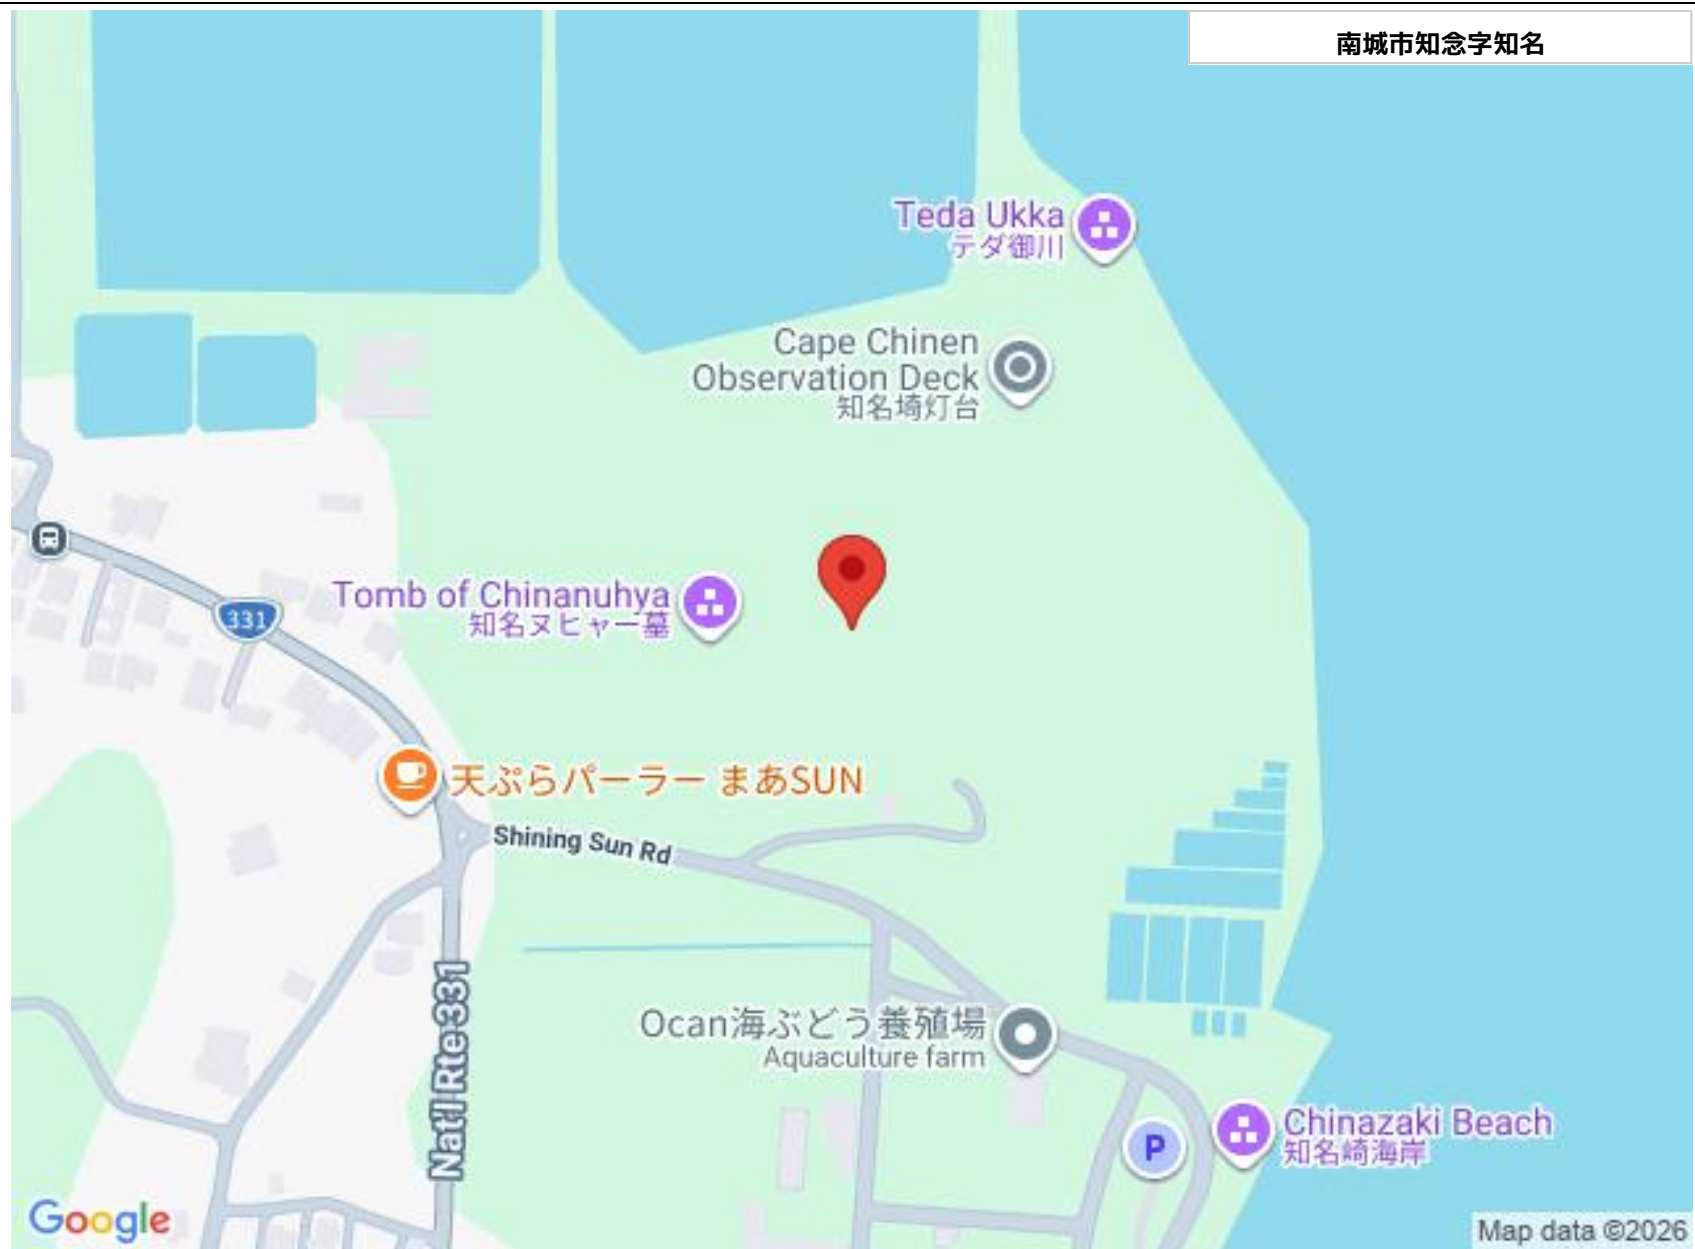 南城市知念字知名
Teda Ukka
テダ御川
Cape Chinen
Observation Deck
知名埼灯台
Tomb of Chinanuhya
知名ヌヒャー墓
331
天ぷらパーラー まあSUN
Shining Sun Rd
Nat'l Rte 331
Ocan海ぶどう養殖場
Aquaculture farm
P
Chinazaki Beach
知名崎海岸
Google
Map data ©2026